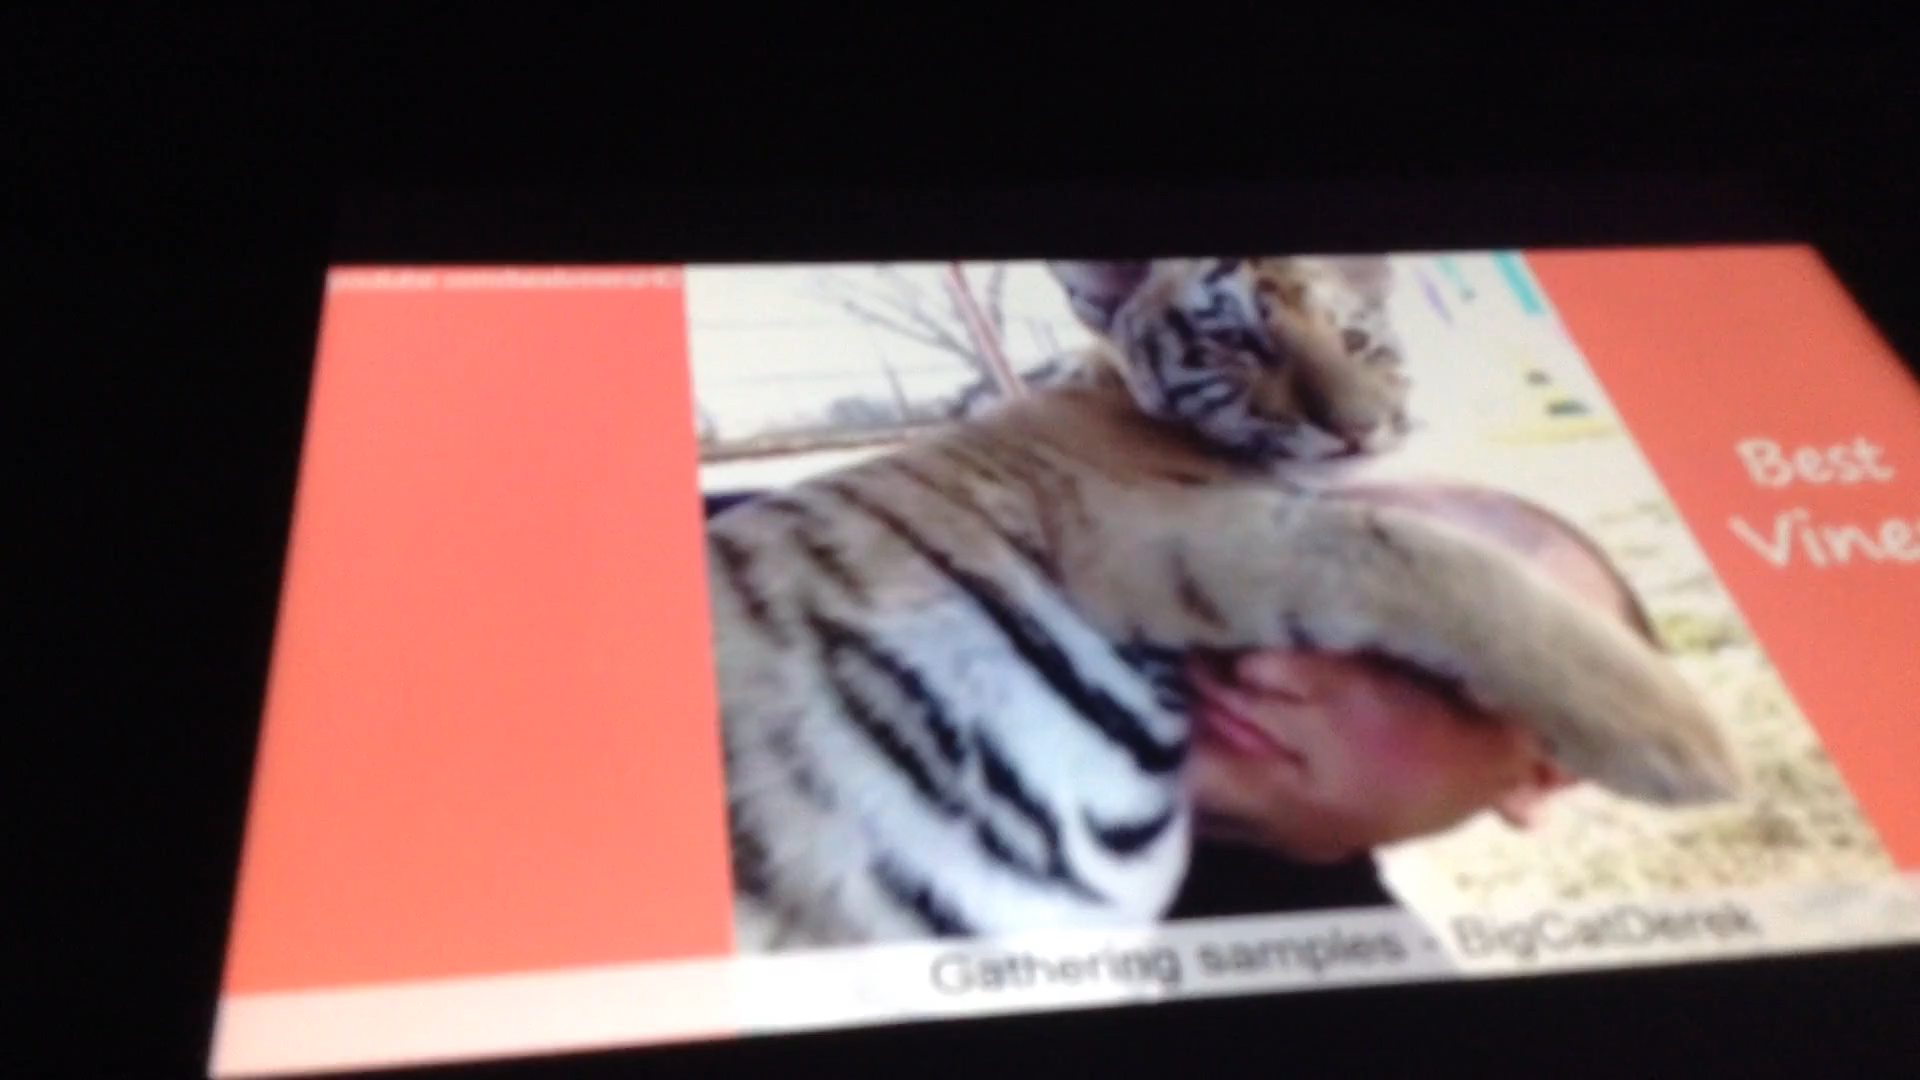 Best
Vine
Gathering samples - BigCatDerek